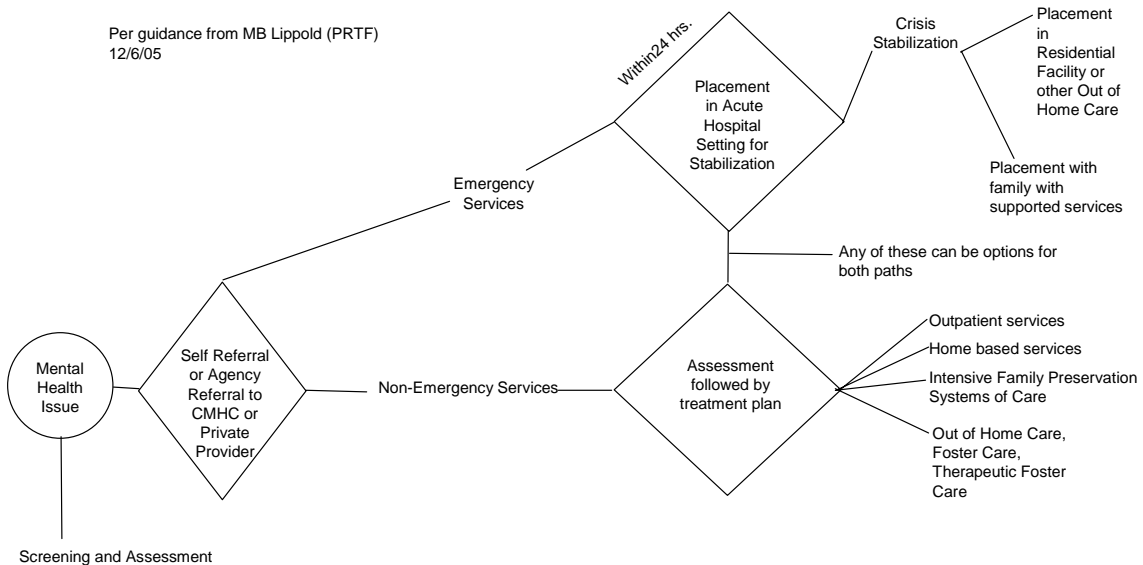 Per guidance from MB Lippold (PRTF)
12/6/05
Within24 hrs.
Placement
in Acute
Hospital
Setting for
Stabilization
Crisis
Stabilization
Placement
in
Residential
Facility or
other Out of
Home Care
Placement with
family with
supported services
Emergency
Services
Any of these can be options for
both paths
Mental
Health
Issue
Self Referral
or Agency
Referral to
CMHC or
Private
Provider
Non-Emergency Services
Assessment
followed by
treatment plan
Outpatient services
Home based services
Intensive Family Preservation
Systems of Care
Out of Home Care,
Foster Care,
Therapeutic Foster
Care
Screening and Assessment